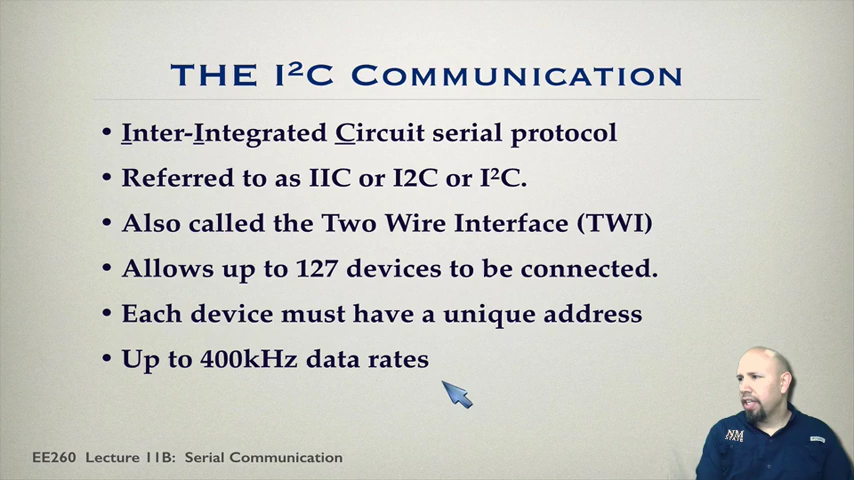 THE I²C COMMUNICATION
• Inter-Integrated Circuit serial protocol
• Referred to as IIC or I2C or I²C.
• Also called the Two Wire Interface (TWI)
• Allows up to 127 devices to be connected.
• Each device must have a unique address
• Up to 400kHz data rates
NM
STATE
EE260 Lecture 11B: Serial Communication